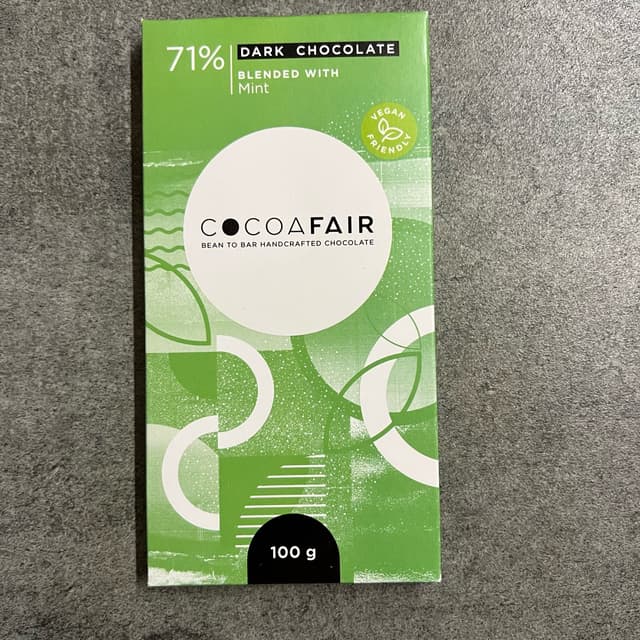 71%
DARK CHOCOLATE
BLENDED WITH
Mint
VEGAN
FRIENDLY
COCOAFAIR
BEAN TO BAR HANDCRAFTED CHOCOLATE
100 g